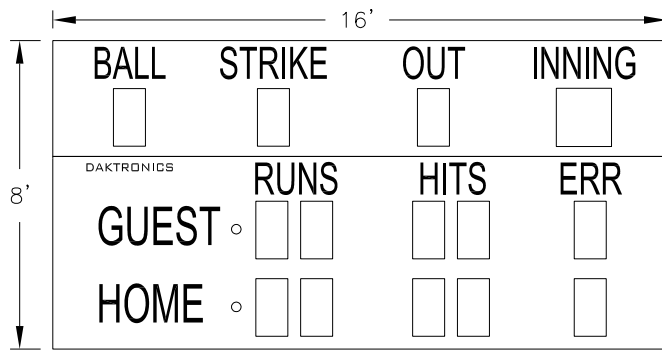 16'
BALL STRIKE OUT INNING
8'
DAKTRONICS
RUNS HITS ERR
GUEST
HOME